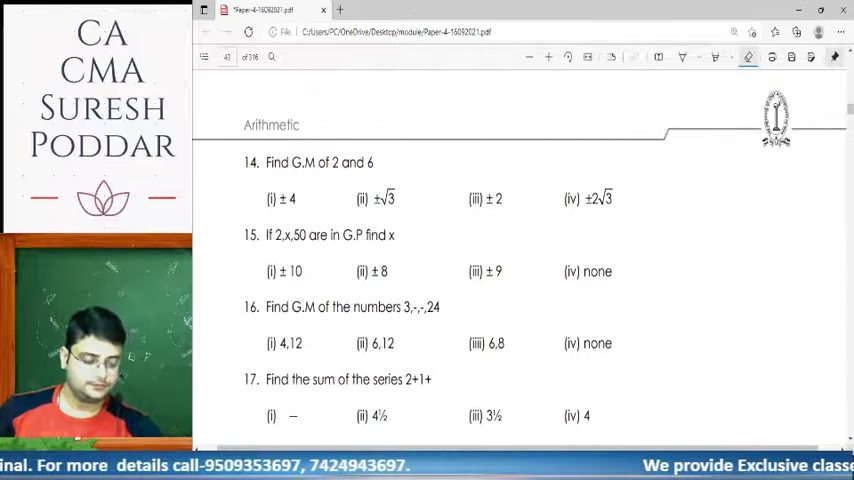 CA
CMA
SURESH
PODDAR
*Paper-4-16092021.pdf
File
C:/Users/PC/OneDrive/Desktop/module/Paper-4-16092021.pdf
43 of 316
Arithmetic
14. Find G.M of 2 and 6
(i) ± 4 (ii) ±√3 (iii) ± 2 (iv) ±2√3
15. If 2,x,50 are in G.P find x
(i) ± 10 (ii) ± 8 (iii) ± 9 (iv) none
16. Find G.M of the numbers 3,-,-,24
(i) 4,12 (ii) 6,12 (iiii) 6,8 (iv) none
17. Find the sum of the series 2+1+
(i) – (ii) 4½ (iii) 3½ (iv) 4
inal. For more details call-9509353697, 7424943697. We provide Exclusive classe